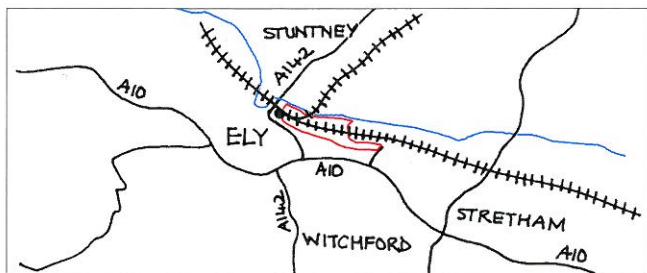 STUNTNEY
A142
A10
ELY
A10
A142
STRETHAM
WITCHFORD
A10